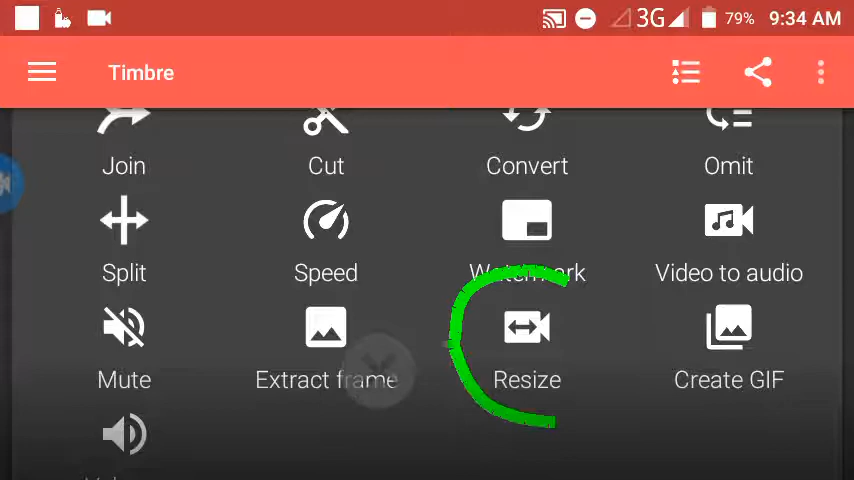 3G 79% 9:34 AM
Timbre
Join Cut Convert Omit
Split Speed Watermark Video to audio
Mute Extract frame Resize Create GIF